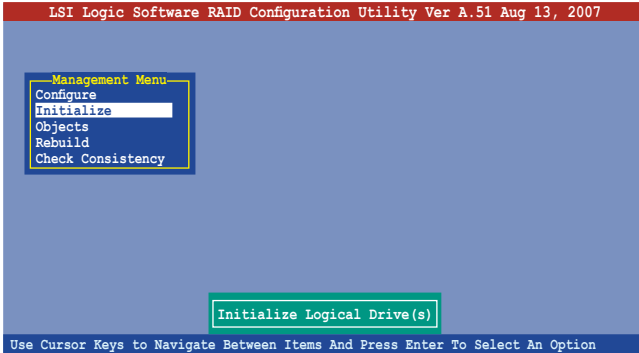 LSI Logic Software RAID Configuration Utility Ver A.51 Aug 13, 2007
Management Menu
Configure
Initialize
Objects
Rebuild
Check Consistency
Initialize Logical Drive(s)
Use Cursor Keys to Navigate Between Items And Press Enter To Select An Option